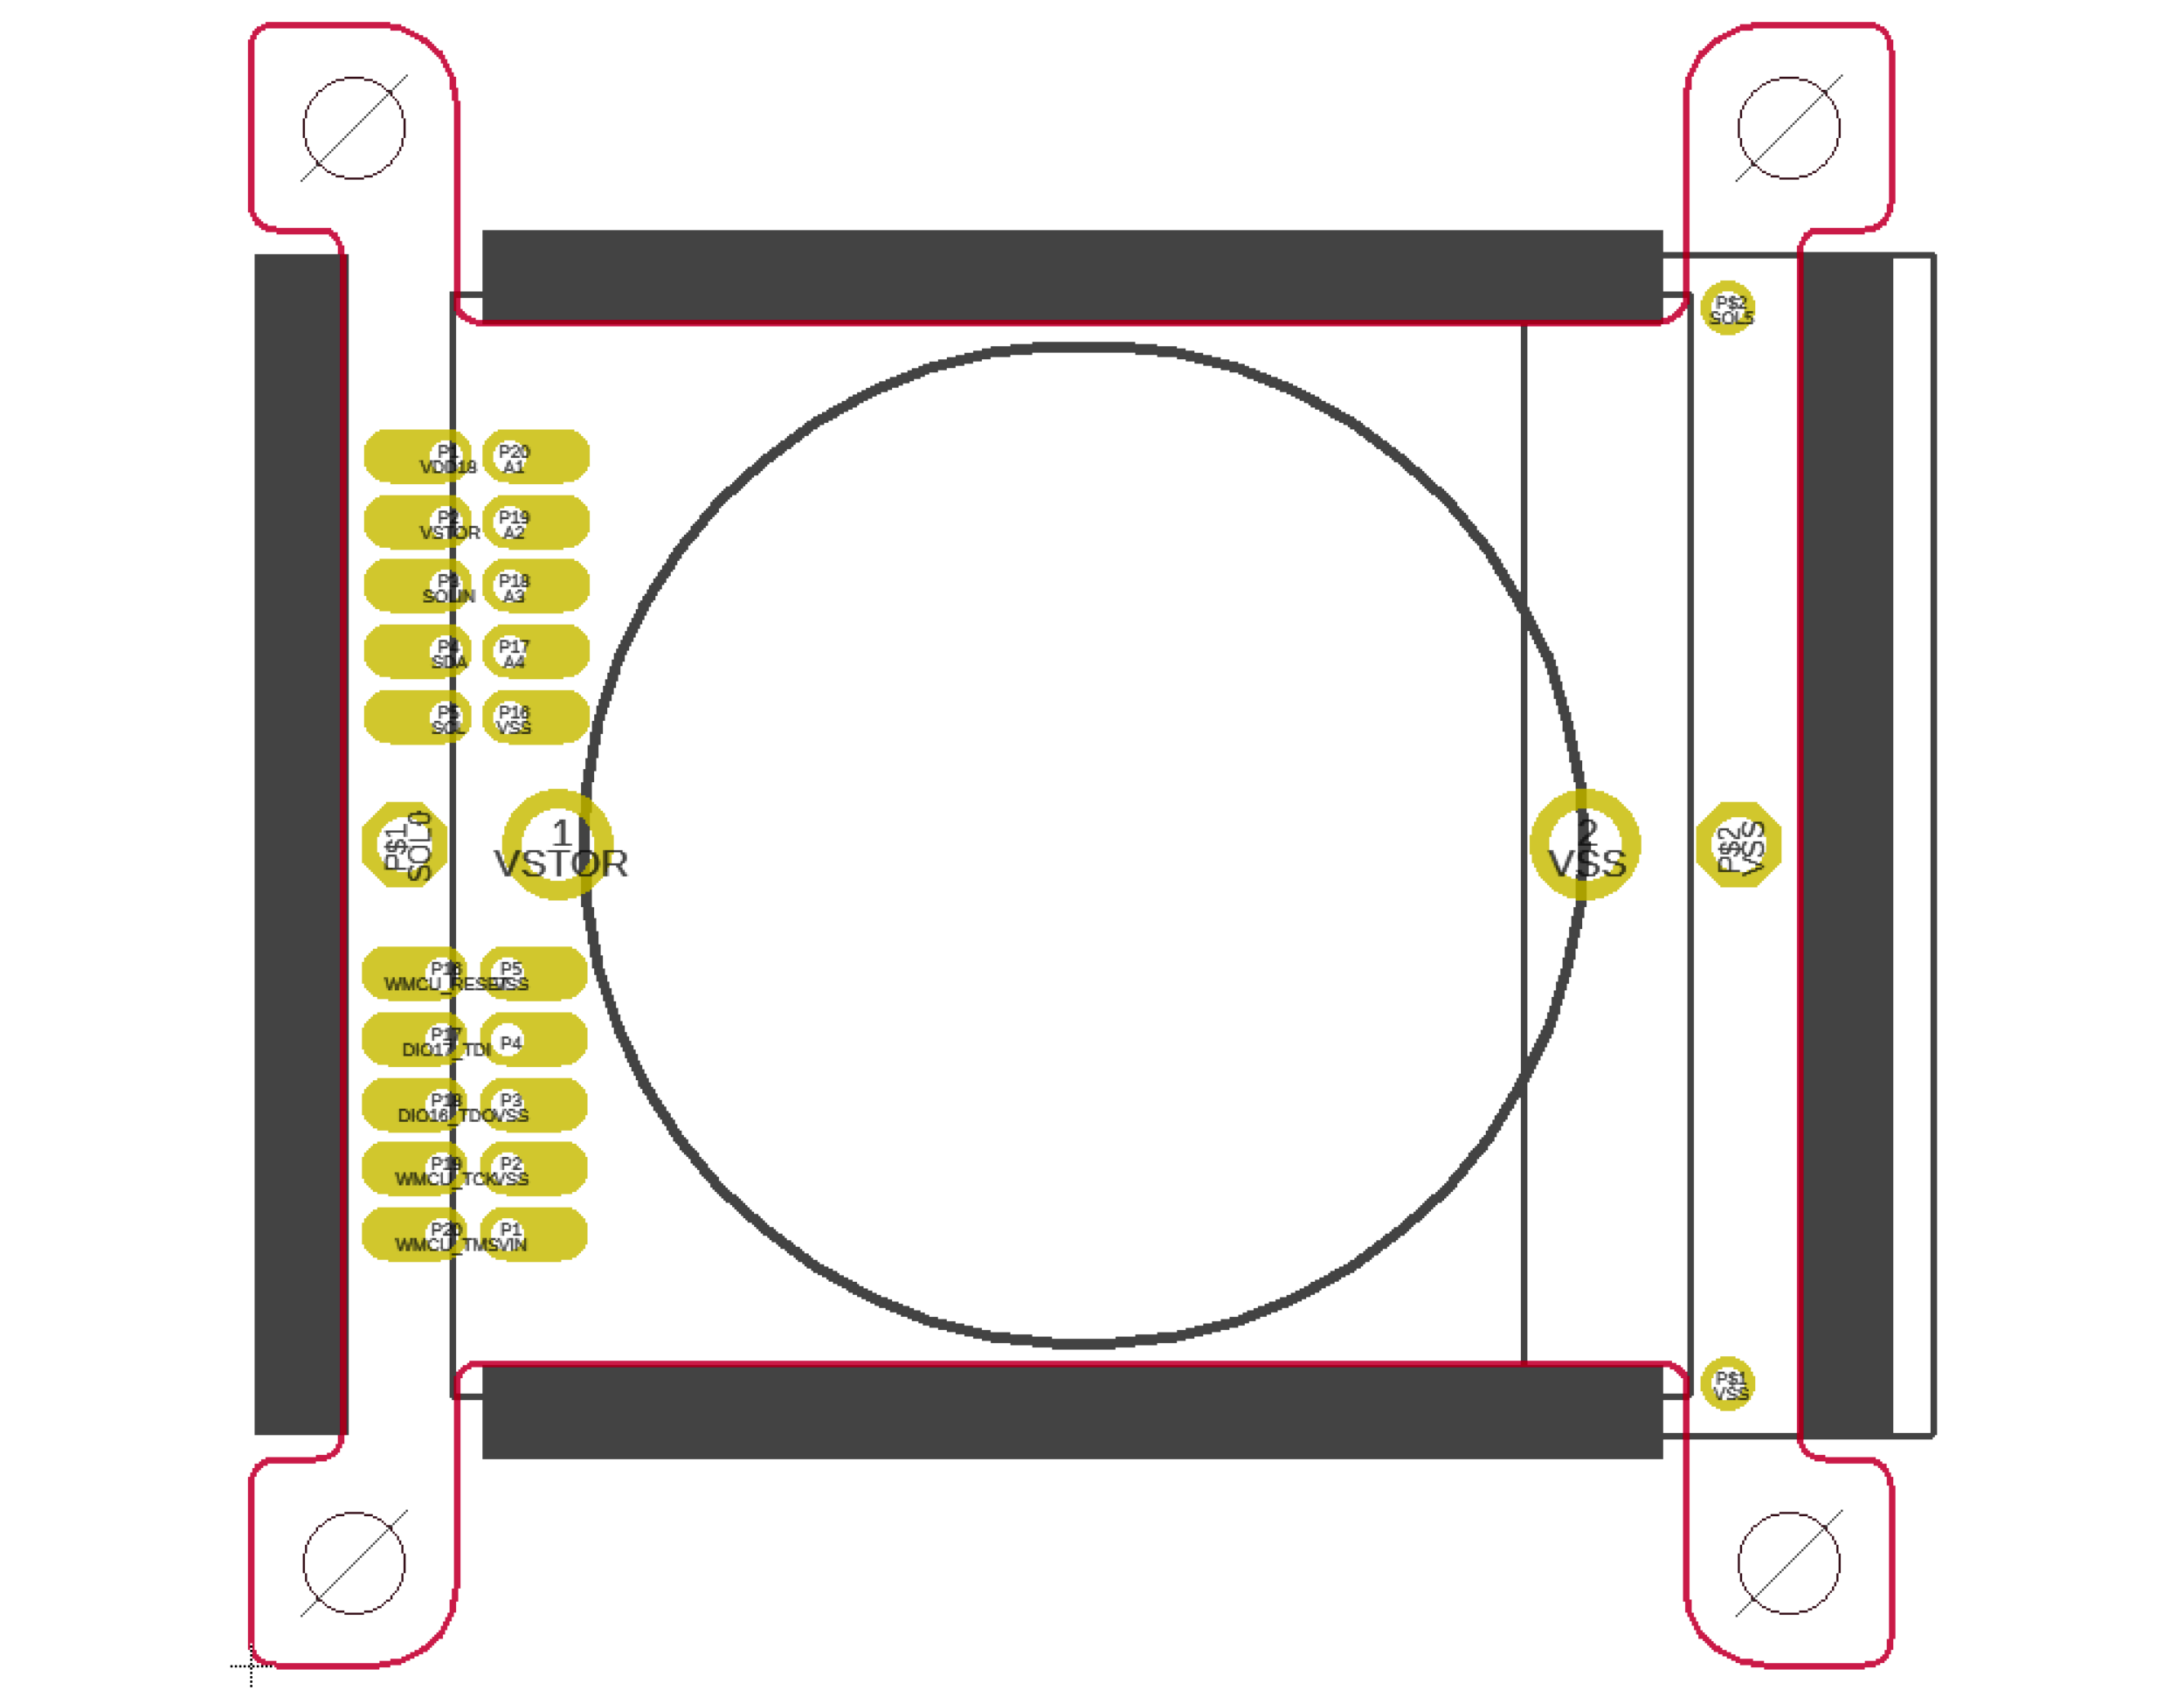 P$2
SOL5
P1
VDD18
P20
A1
P2
VSTOR
P19
A2
P3
SOLIN
P18
A3
P4
SDA
P17
A4
P5
SCL
P16
VSS
P$1
SOL0
1
VSTOR
2
VSS
P$2
VSS
P16
WMCU_RESET
P5
VSS
P17
DIO17_TDI
P4
P18
DIO16_TDO
P3
VSS
P19
WMCU_TCK
P2
VSS
P20
WMCU_TMS
P1
VIN
P$1
VSS